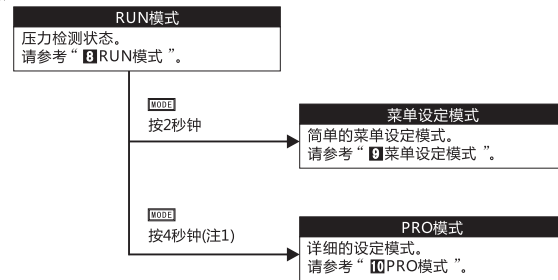 RUN模式
压力检测状态。
请参考“ 8RUN模式 ”。
MODE
按2秒钟
菜单设定模式
简单的菜单设定模式。
请参考“ 9菜单设定模式 ”。
MODE
按4秒钟(注1)
PRO模式
详细的设定模式。
请参考“ 10PRO模式 ”。